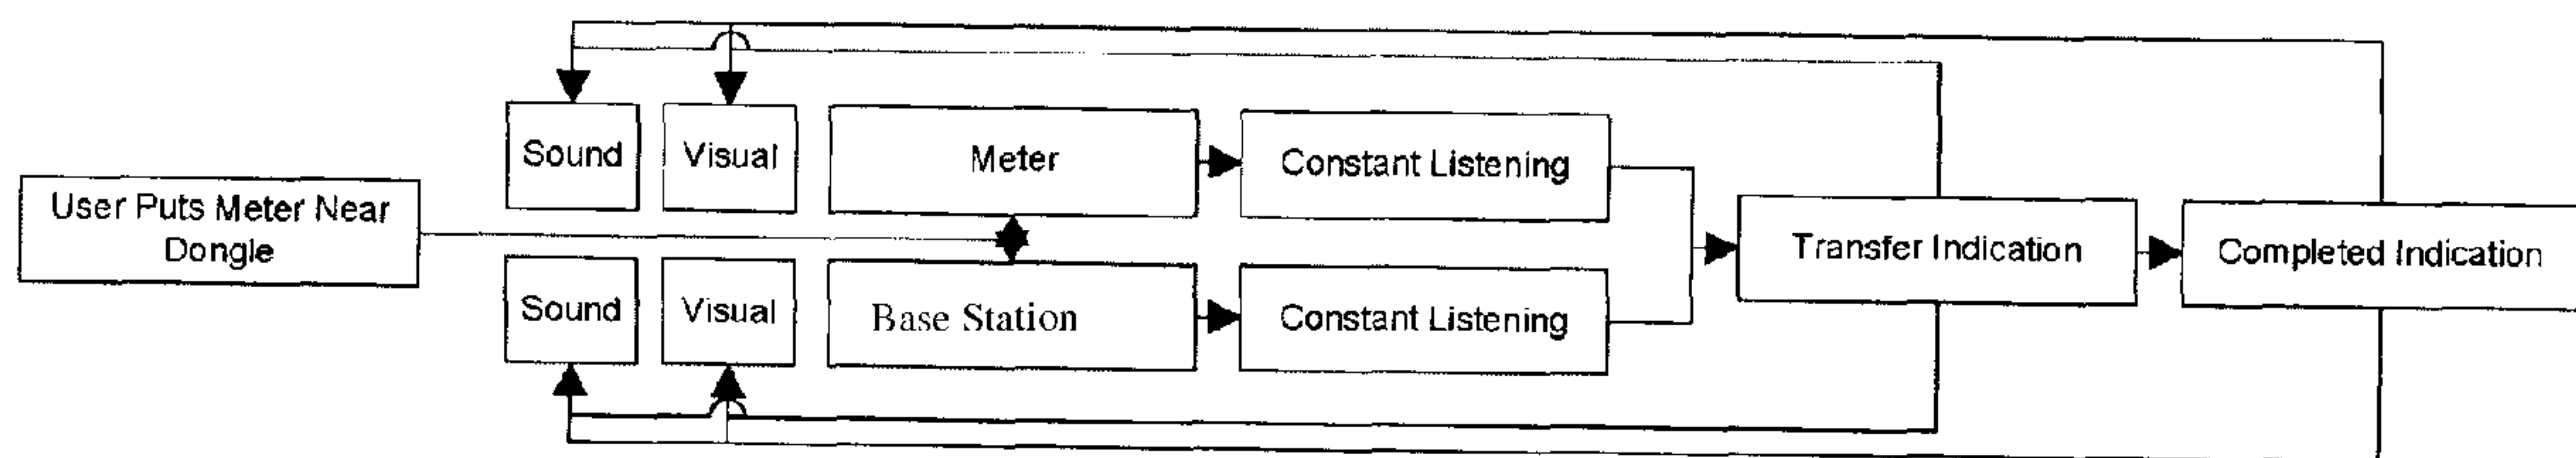 User Puts Meter Near
Dongle
Sound
Visual
Meter
Constant Listening
Sound
Visual
Base Station
Constant Listening
Transfer Indication
Completed Indication